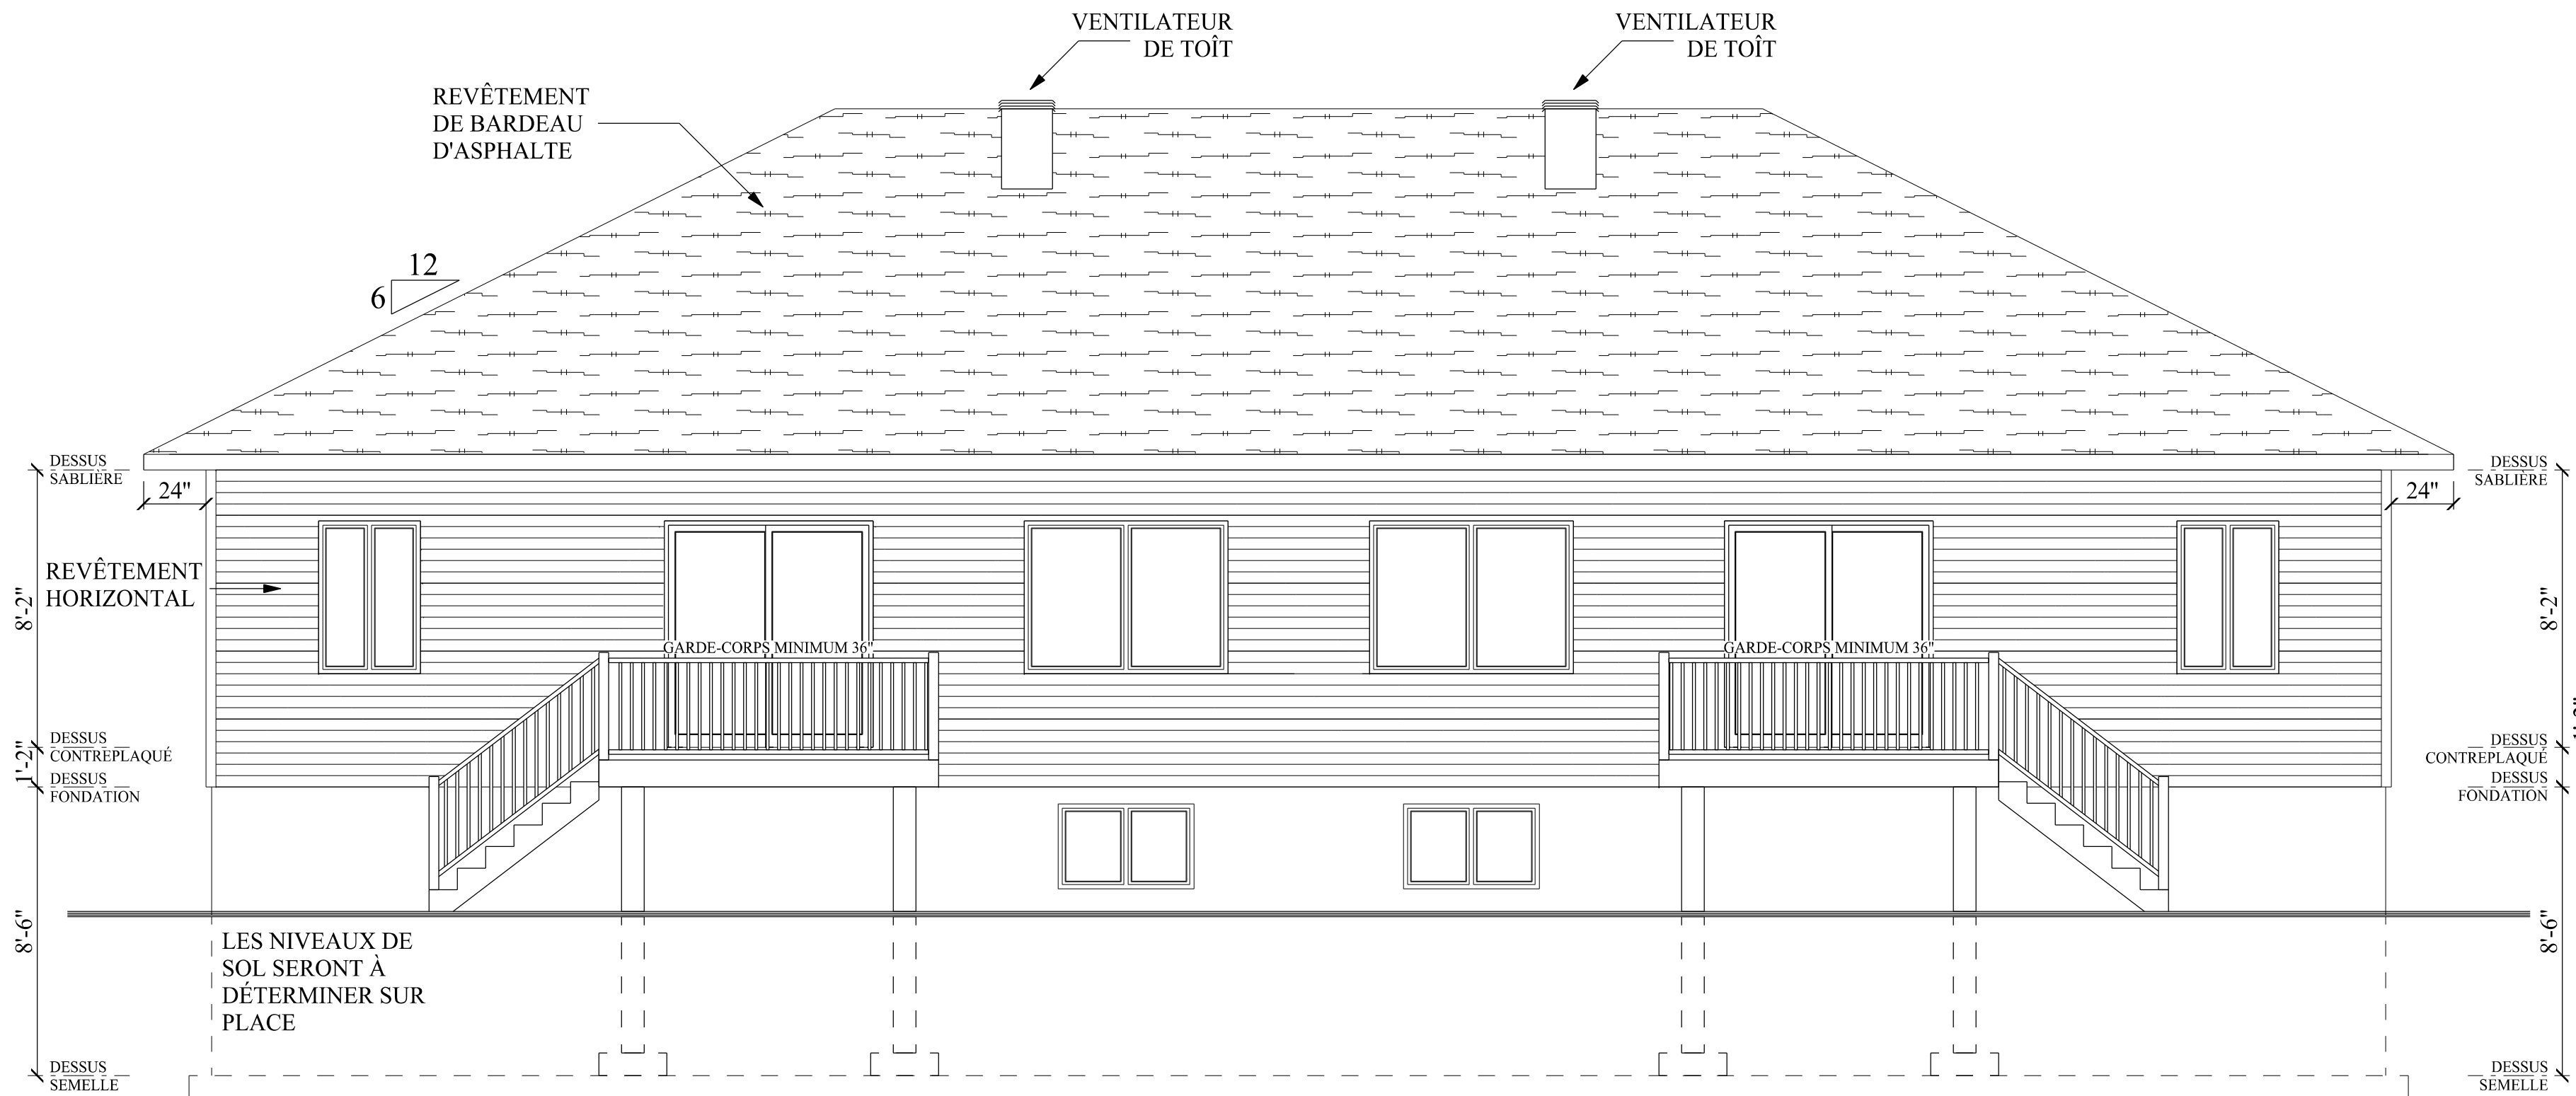 VENTILATEUR
DE TOÎT
VENTILATEUR
DE TOÎT
REVÊTEMENT
DE BARDEAU
D'ASPHALTE
12
6
DESSUS
SABLIÈRE
24"
DESSUS
SABLIÈRE
24"
REVÊTEMENT
HORIZONTAL
8'-2"
8'-2"
GARDE-CORPS MINIMUM 36"
GARDE-CORPS MINIMUM 36"
DESSUS
CONTREPLAQUÉ
1'-2"
DESSUS
FONDATION
DESSUS
CONTREPLAQUÉ
DESSUS
FONDATION
8'-6"
8'-6"
LES NIVEAUX DE
SOL SERONT À
DÉTERMINER SUR
PLACE
DESSUS
SEMELLE
DESSUS
SEMELLE